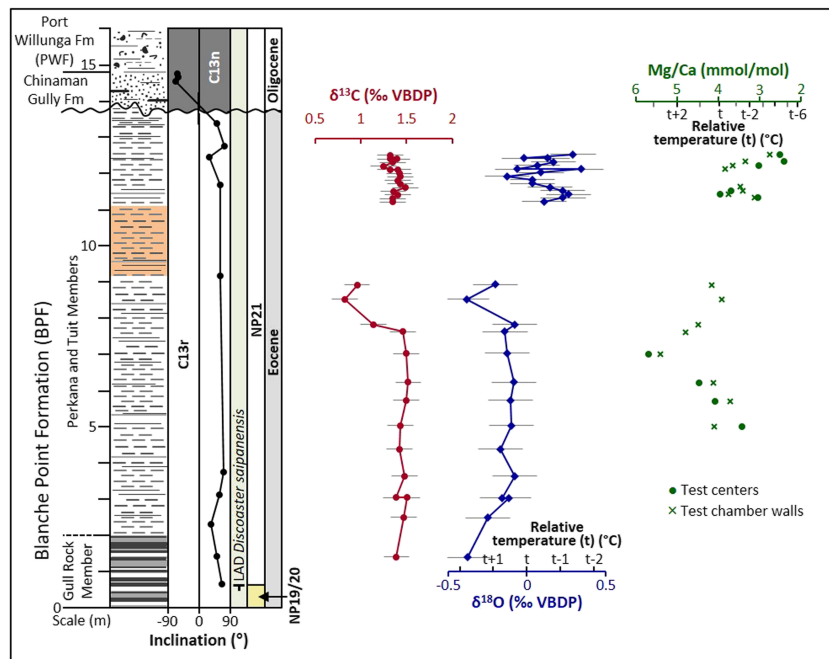 Port
Willunga Fm
(PWF)
Chinaman
Gully Fm
15
10
5
0
Blanche Point Formation (BPF)
Perkana and Tuit Members
Gull Rock
Member
Scale (m)
-90 0 90
Inclination (°)
C13n
C13r
LAD Discoaster saipanensis
NP21
NP19/20
Oligocene
Eocene
δ13C (‰ VBDP)
0.5 1 1.5 2
Mg/Ca (mmol/mol)
6 5 4 3 2
t+2 t t-2 t-6
Relative
temperature (t) (°C)
Test centers
× Test chamber walls
Relative
temperature (t) (°C)
t+1 t t-1 t-2
-0.5 0 0.5
δ18O (‰ VBDP)